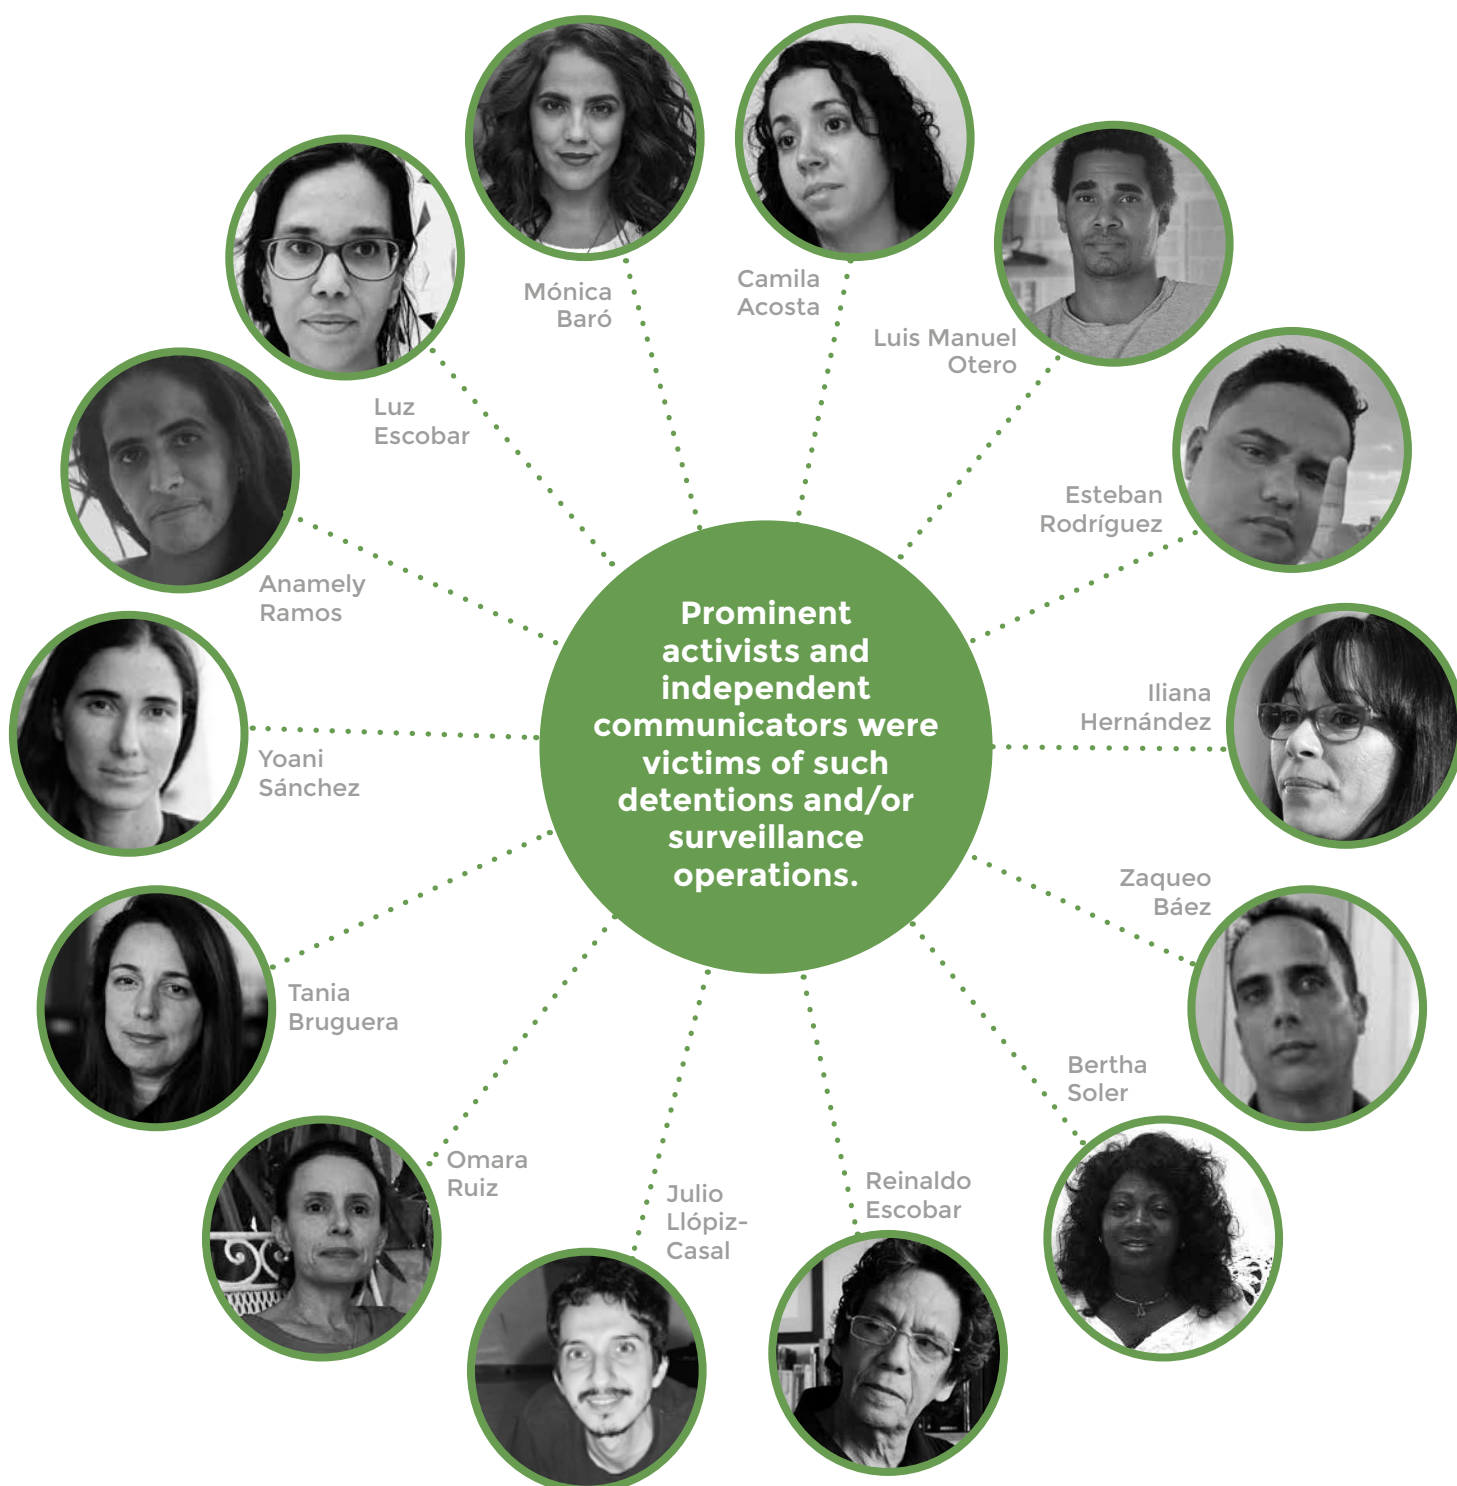 Mónica
Baró
Camila
Acosta
Luis Manuel
Otero
Luz
Escobar
Esteban
Rodríguez
Anamely
Ramos
Prominent
activists and
independent
communicators were
victims of such
detentions and/or
surveillance
operations.
Iliana
Hernández
Yoani
Sánchez
Zaqueo
Báez
Tania
Bruguera
Bertha
Soler
Omara
Ruiz
Julio
Llópiz-
Casal
Reinaldo
Escobar